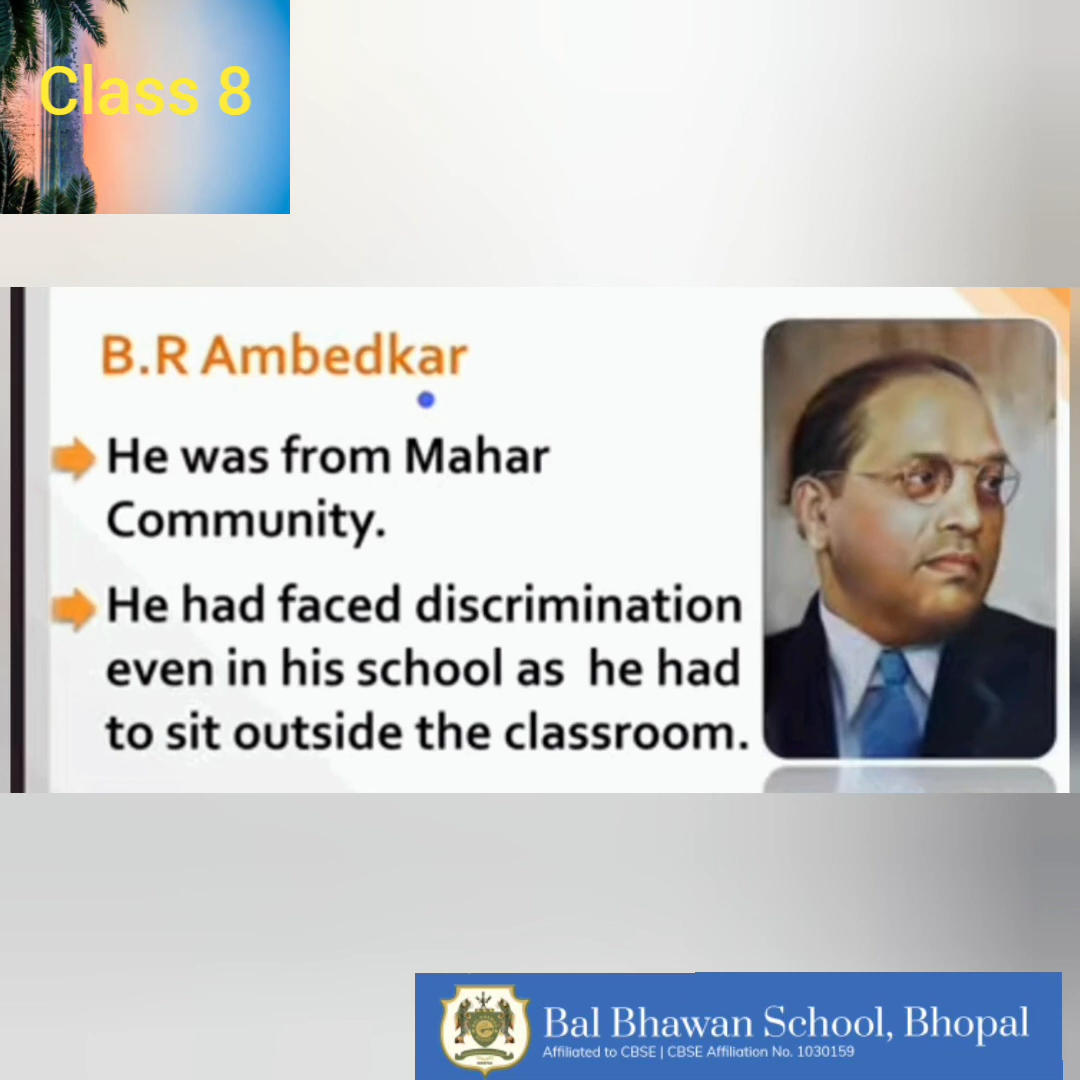 Class 8
B.R Ambedkar
He was from Mahar
Community.
He had faced discrimination
even in his school as he had
to sit outside the classroom.
Bal Bhawan School, Bhopal
Affiliated to CBSE | CBSE Affiliation No. 1030159